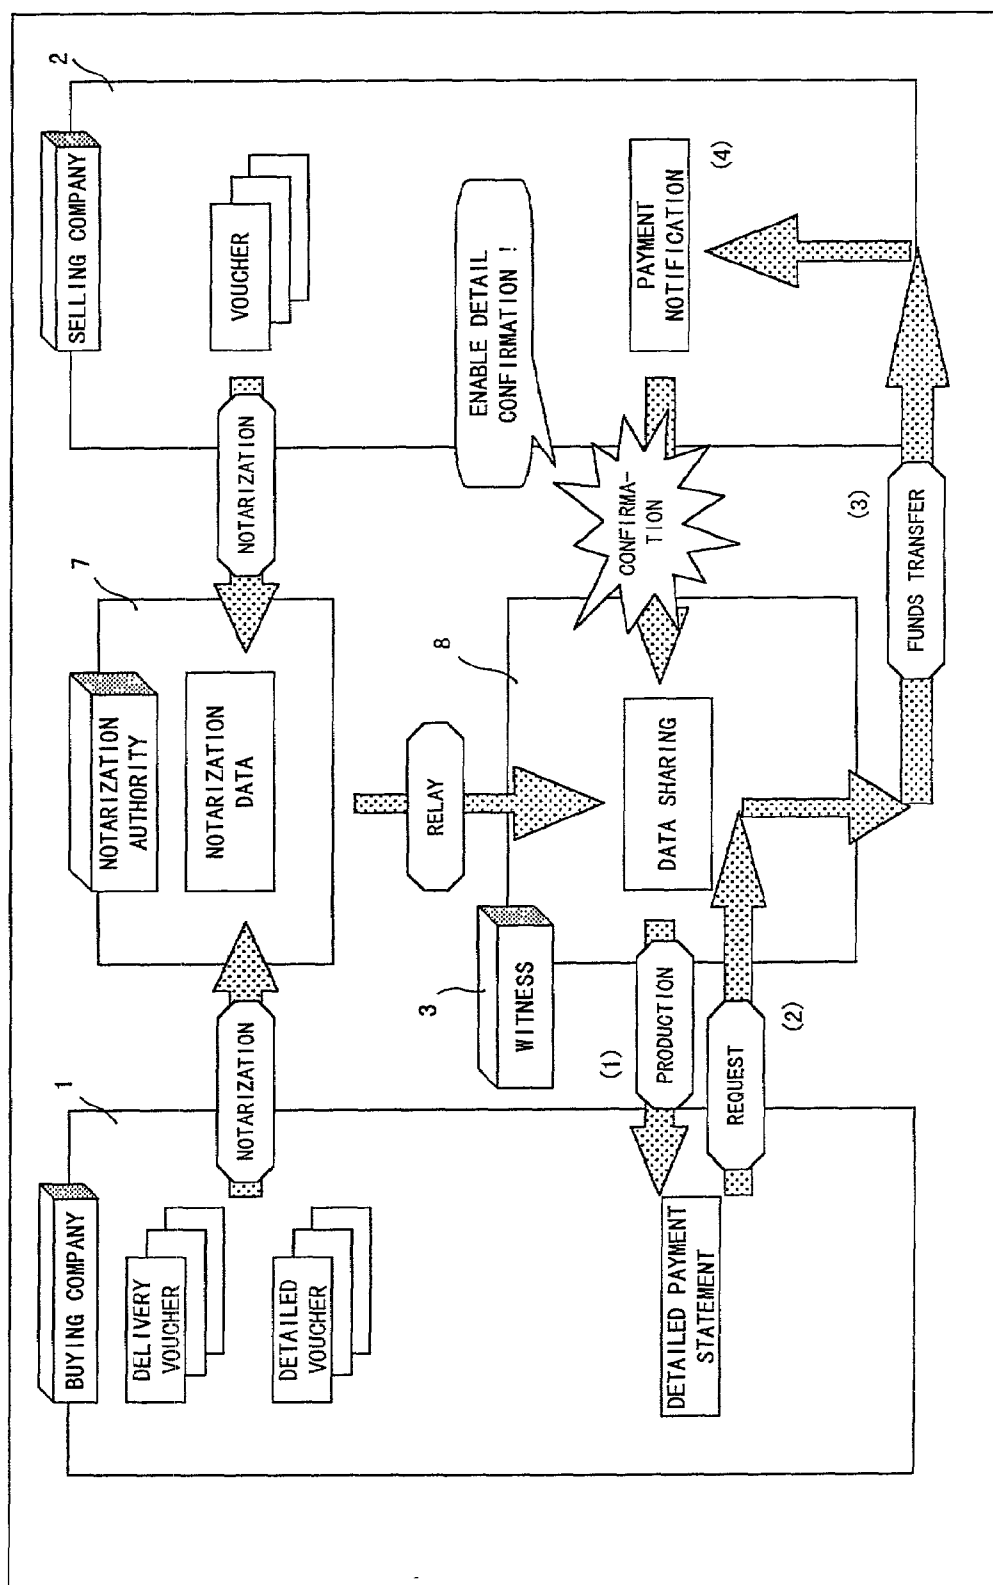 BUYING COMPANY
1
DELIVERY
VOUCHER
DETAILED
VOUCHER
DETAILED PAYMENT
STATEMENT
NOTARIZATION
NOTARIZATION
AUTHORITY
7
NOTARIZATION
DATA
NOTARIZATION
SELLING COMPANY
2
VOUCHER
RELAY
WITNESS
3
8
DATA SHARING
(1)
PRODUCTION
REQUEST
(2)
CONFIRMA-
TION
ENABLE DETAIL
CONFIRMATION !
PAYMENT
NOTIFICATION
(4)
(3)
FUNDS TRANSFER